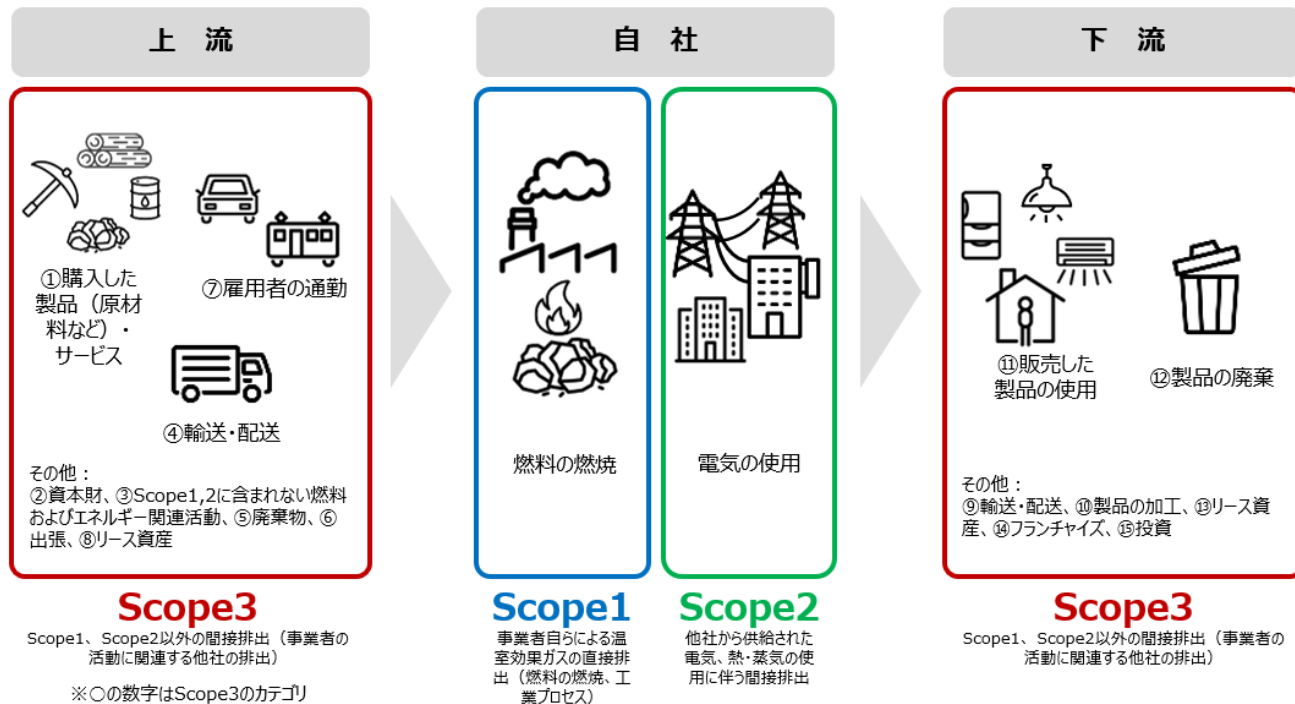 上 流
自 社
下 流
①購入した
製品（原材
料など）・
サービス
⑦雇用者の通勤
④輸送・配送
その他：
②資本財、③Scope1,2に含まれない燃料
およびエネルギー関連活動、⑤廃棄物、⑥
出張、⑧リース資産
燃料の燃焼
電気の使用
⑪販売した
製品の使用
⑫製品の廃棄
その他：
⑨輸送・配送、⑩製品の加工、⑬リース資
産、⑭フランチャイズ、⑮投資
Scope3
Scope1、Scope2以外の間接排出（事業者の
活動に関連する他社の排出）
※○の数字はScope3のカテゴリ
Scope1
事業者自らによる温
室効果ガスの直接排
出（燃料の燃焼、工
業プロセス）
Scope2
他社から供給された
電気、熱・蒸気の使
用に伴う間接排出
Scope3
Scope1、Scope2以外の間接排出（事業者の
活動に関連する他社の排出）